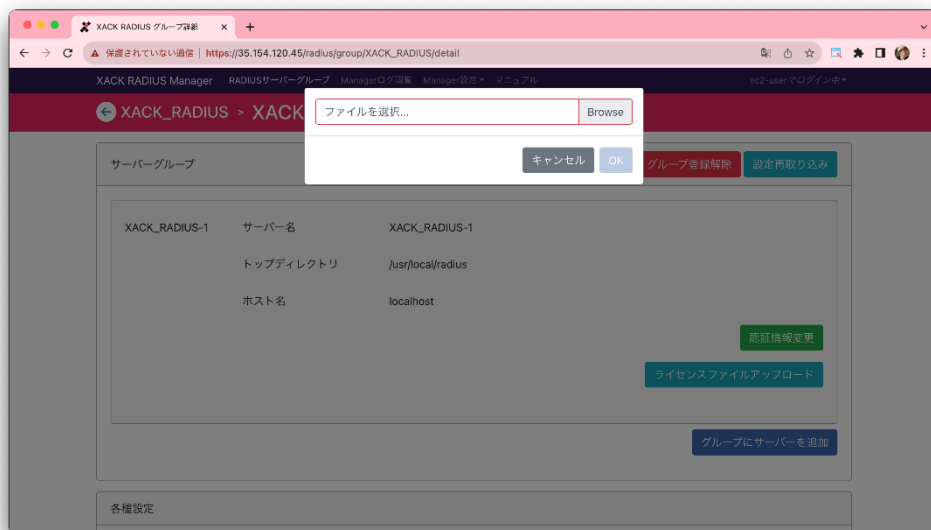 XACK RADIUS グループ詳細
保護されていない通信 | https://35.154.120.45/radius/group/XACK_RADIUS/detail
XACK RADIUS Manager RADIUSサーバーグループ Managerログ閲覧 Manager設定 マニュアル ec2-userでログイン中
XACK_RADIUS > XACK
ファイルを選択... Browse
キャンセル OK
サーバーグループ グループ登録解除 設定再取り込み
XACK_RADIUS-1 サーバー名 XACK_RADIUS-1
トップディレクトリ /usr/local/radius
ホスト名 localhost
認証情報変更
ライセンスファイルアップロード
グループにサーバーを追加
各種設定